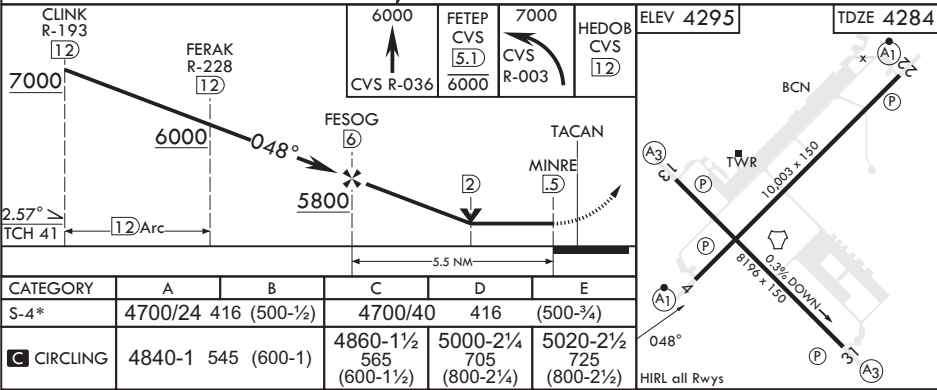 CLINK
R-193
12
7000
FERAK
R-228
12
6000
048°
FESOG
6
5800
2
TACAN
MINRE
.5
2.57°
TCH 41
12 Arc
5.5 NM
6000
CVS R-036
FETEP
CVS
5.1
6000
7000
CVS
R-003
HEDOB
CVS
12
CATEGORY A B C D E
S-4* 4700/24 416 (500-½) 4700/40 416 (500-¾)
C CIRCLING 4840-1 545 (600-1) 4860-1½ 565 (600-1½) 5000-2¼ 705 (800-2¼) 5020-2½ 725 (800-2½)
ELEV 4295
TDZE 4284
A1
22
x
BCN
P
A3
13
TWR
P
10,003 x 150
P
0.3% DOWN
8196 x 150
A1
4
048°
P
31
A3
HIRL all Rwys